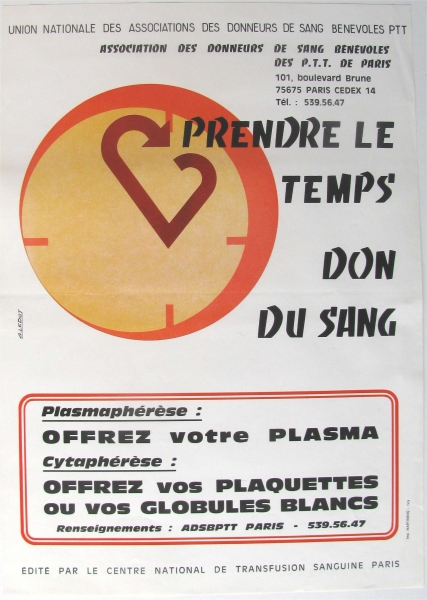 UNION NATIONALE DES ASSOCIATIONS DES DONNEURS DE SANG BENEVOLES PTT
ASSOCIATION DES DONNEURS DE SANG BENEVOLES
DES P.T.T. DE PARIS
101, boulevard Brune
75675 PARIS CEDEX 14
Tél. : 539.56.47
PRENDRE LE
TEMPS
DON
DU SANG
Plasmaphérèse :
OFFREZ votre PLASMA
Cytaphérèse :
OFFREZ vos PLAQUETTES
OU VOS GLOBULES BLANCS
Renseignements : ADSBPTT PARIS - 539.56.47
EDITÉ PAR LE CENTRE NATIONAL DE TRANSFUSION SANGUINE PARIS